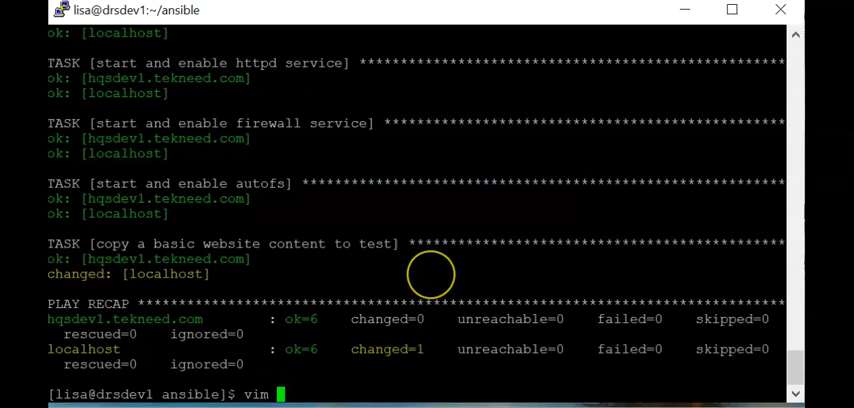 lisa@drsdev1:~/ansible
ok: [localhost]
TASK [start and enable httpd service] *********************************************************
ok: [hqsdev1.tekneed.com]
ok: [localhost]
TASK [start and enable firewall service] ******************************************************
ok: [hqsdev1.tekneed.com]
ok: [localhost]
TASK [start and enable autofs] ****************************************************************
ok: [hqsdev1.tekneed.com]
ok: [localhost]
TASK [copy a basic website content to test] ***************************************************
ok: [hqsdev1.tekneed.com]
changed: [localhost]
PLAY RECAP ************************************************************************************
hqsdev1.tekneed.com : ok=6 changed=0 unreachable=0 failed=0 skipped=0
rescued=0 ignored=0
localhost : ok=6 changed=1 unreachable=0 failed=0 skipped=0
rescued=0 ignored=0
[lisa@drsdev1 ansible]$ vim